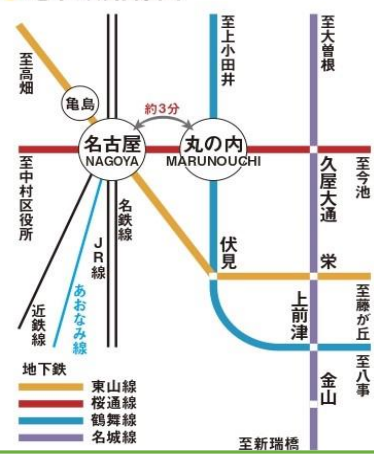 至高畑
亀島
至上小田井
至大曽根
約3分
名古屋
NAGOYA
丸の内
MARUNOUCHI
至中村区役所
久屋大通
至今池
名鉄線
JR線
あおなみ線
近鉄線
伏見
栄
至藤が丘
上前津
至八事
金山
至新瑞橋
地下鉄
東山線
桜通線
鶴舞線
名城線